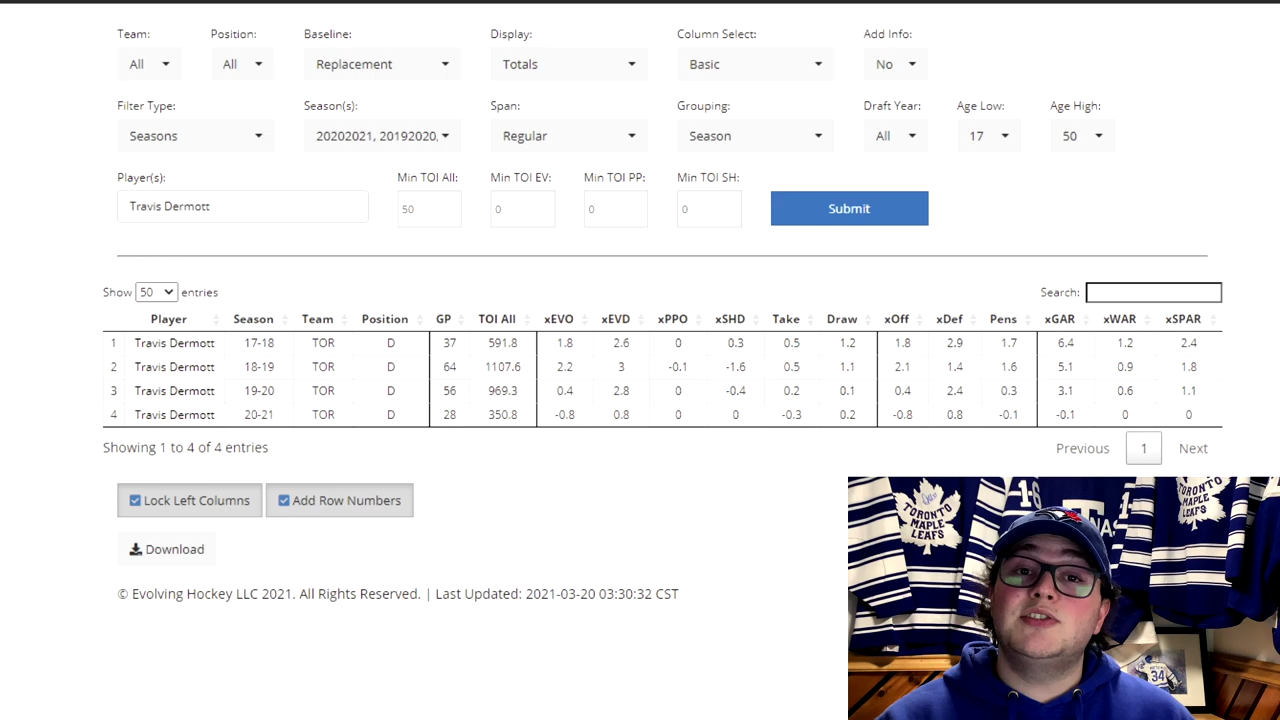 Team: Position: Baseline: Display: Column Select: Add Info:
All All Replacement Totals Basic No
Filter Type: Season(s): Span: Grouping: Draft Year: Age Low: Age High:
Seasons 20202021, 20192020, Regular Season All 17 50
Player(s): Min TOI All: Min TOI EV: Min TOI PP: Min TOI SH:
Travis Dermott 50 0 0 0 Submit
Show 50 entries Search:
Player Season Team Position GP TOI All xEVO xEVD xPPO xSHD Take Draw xOff xDef Pens xGAR xWAR xSPAR
1 Travis Dermott 17-18 TOR D 37 591.8 1.8 2.6 0 0.3 0.5 1.2 1.8 2.9 1.7 6.4 1.2 2.4
2 Travis Dermott 18-19 TOR D 64 1107.6 2.2 3 -0.1 -1.6 0.5 1.1 2.1 1.4 1.6 5.1 0.9 1.8
3 Travis Dermott 19-20 TOR D 56 969.3 0.4 2.8 0 -0.4 0.2 0.1 0.4 2.4 0.3 3.1 0.6 1.1
4 Travis Dermott 20-21 TOR D 28 350.8 -0.8 0.8 0 0 -0.3 0.2 -0.8 0.8 -0.1 -0.1 0 0
Showing 1 to 4 of 4 entries Previous 1 Next
Lock Left Columns Add Row Numbers
Download
© Evolving Hockey LLC 2021. All Rights Reserved. | Last Updated: 2021-03-20 03:30:32 CST
TORONTO
MAPLE
LEAFS
TORONTO
MAPLE
LEAFS
34